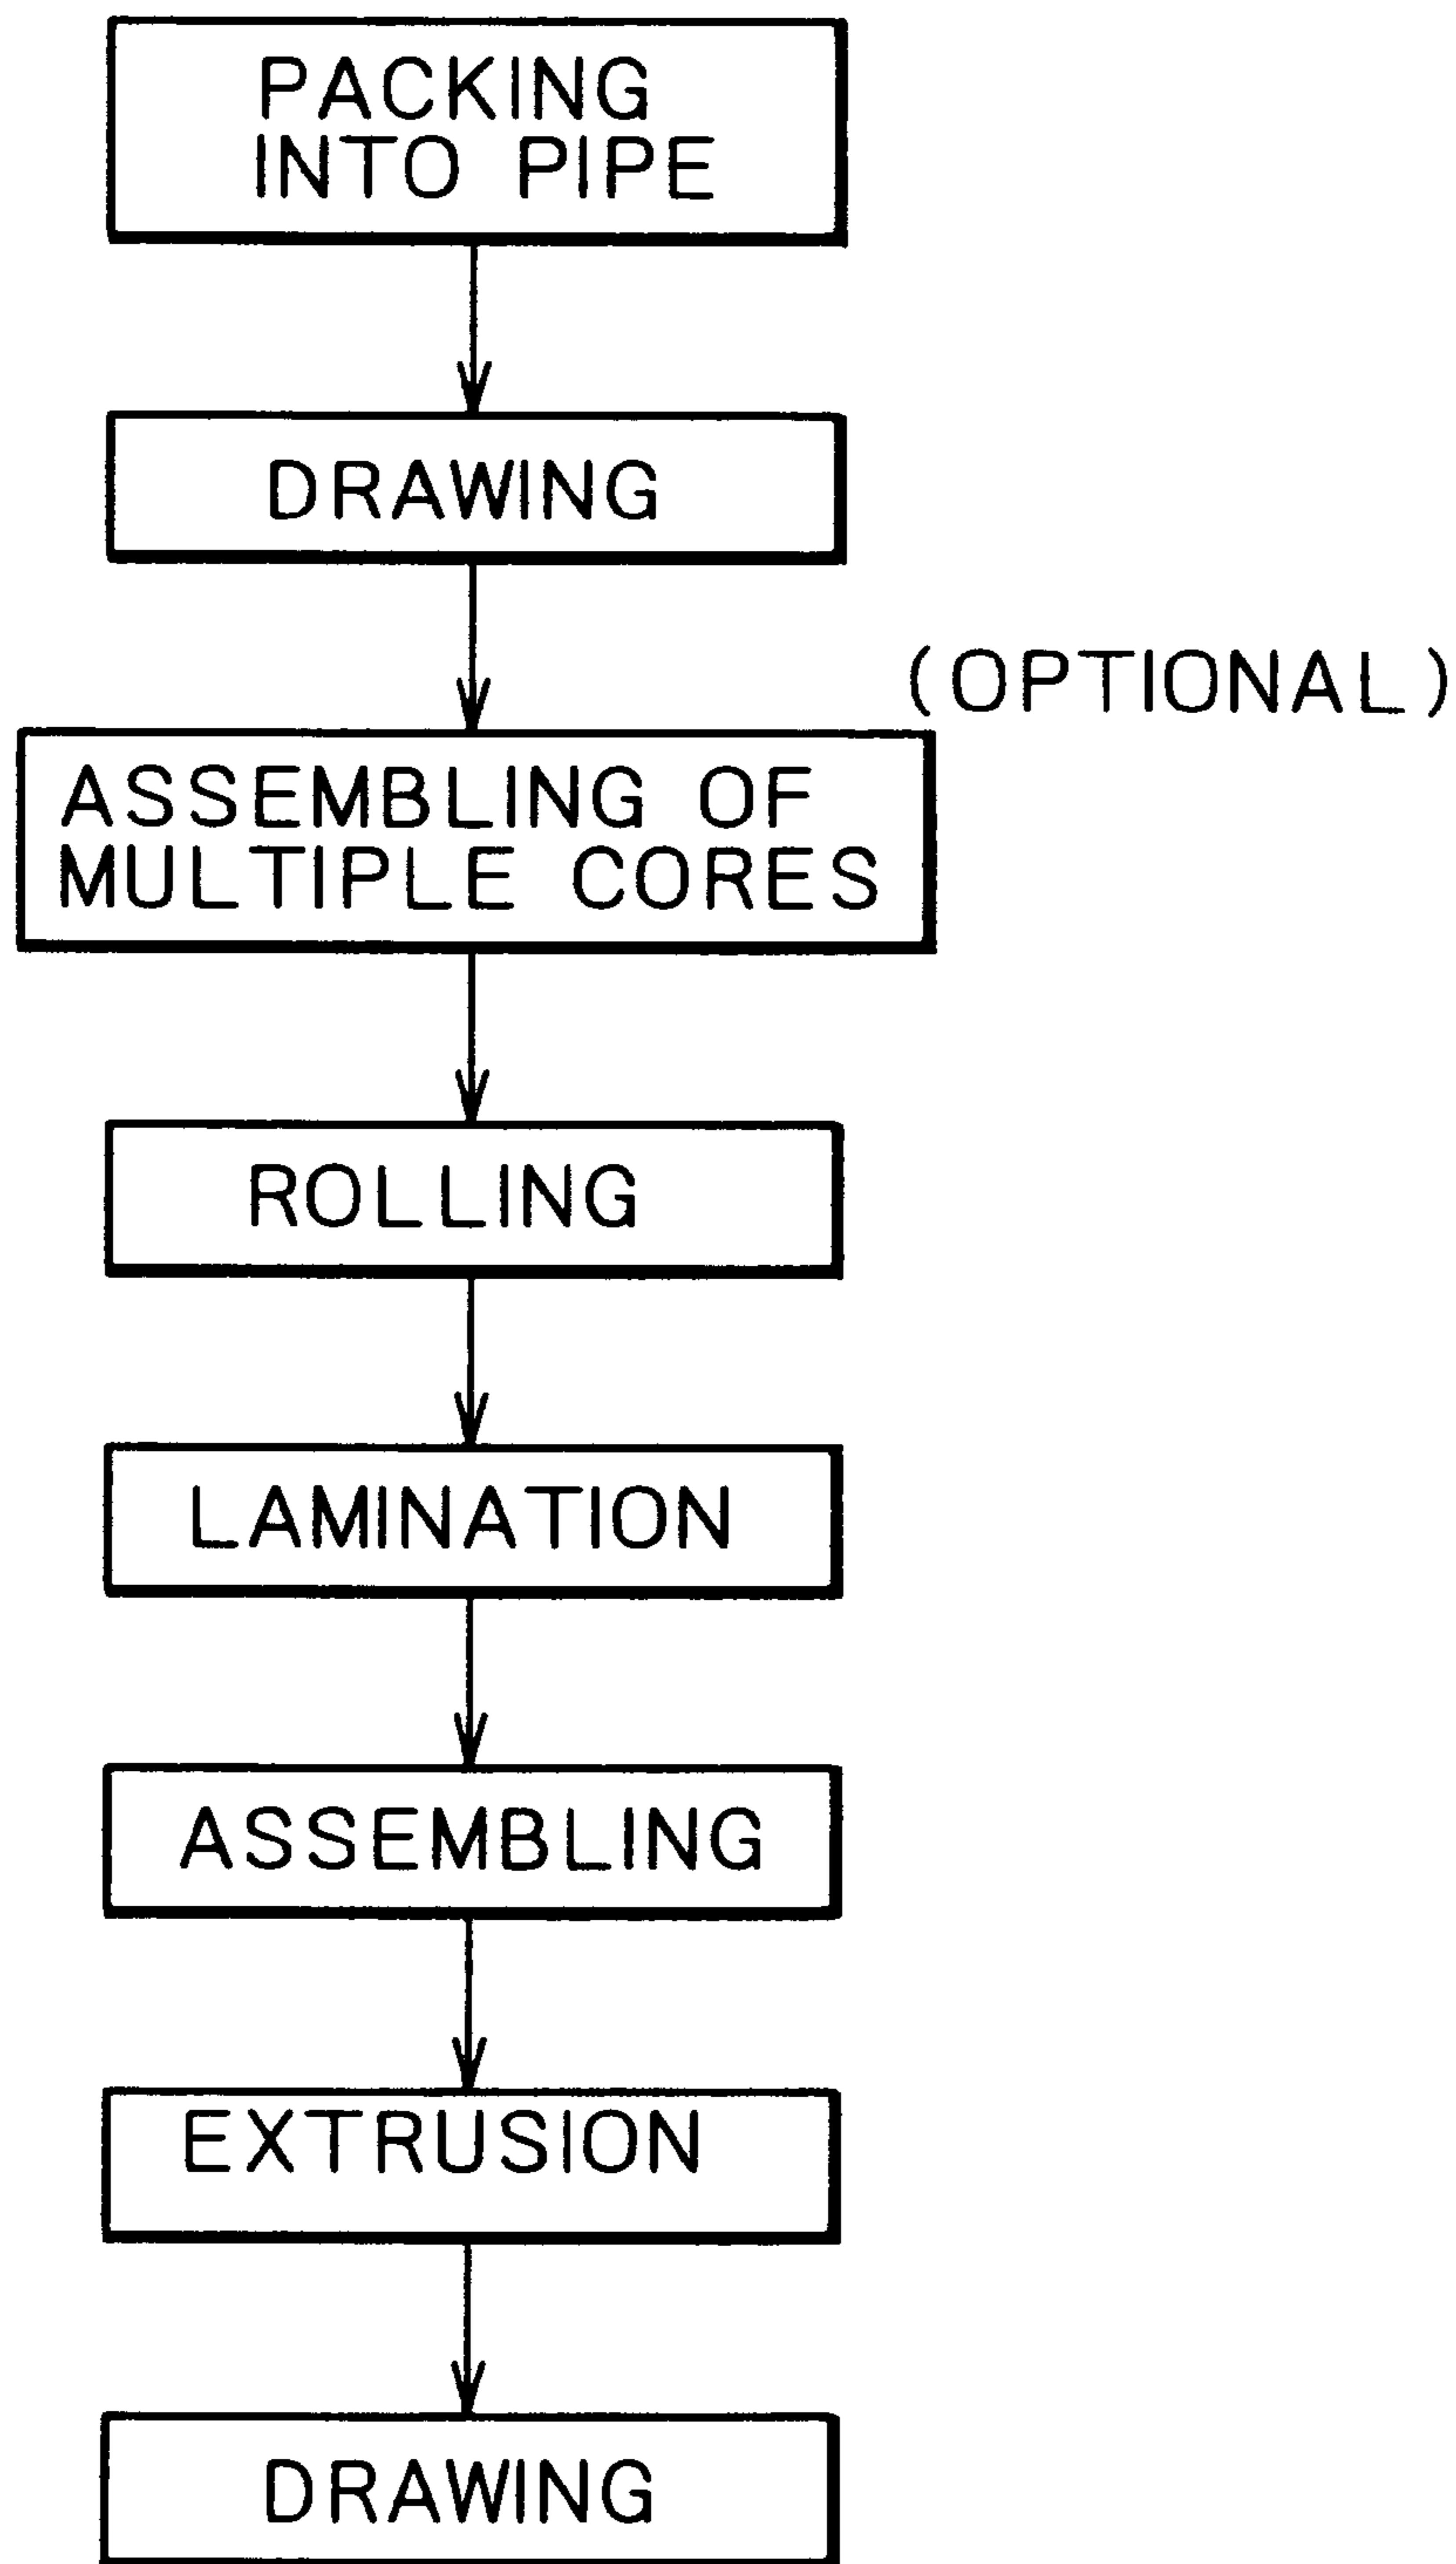 PACKING
INTO PIPE
DRAWING
(OPTIONAL)
ASSEMBLING OF
MULTIPLE CORES
ROLLING
LAMINATION
ASSEMBLING
EXTRUSION
DRAWING